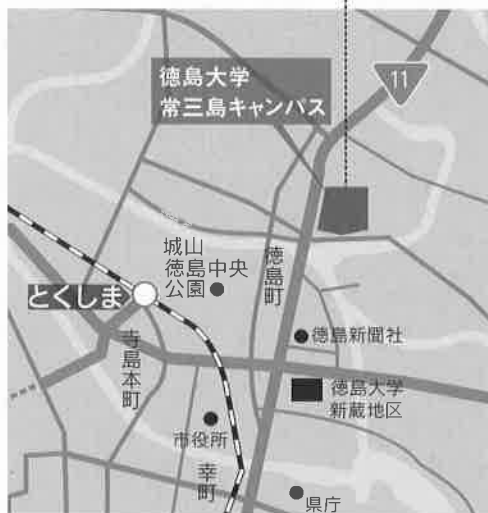 徳島大学
常三島キャンパス
11
城山
徳島中央
公園
徳島町
とくしま
寺島本町
徳島新聞社
徳島大学
新蔵地区
市役所
幸町
県庁